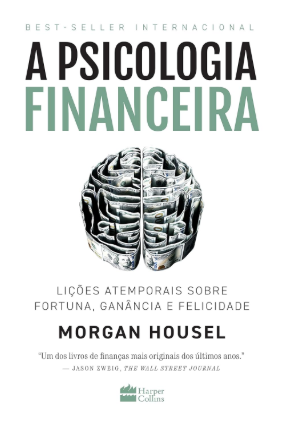 BEST-SELLER INTERNACIONAL
A PSICOLOGIA
FINANCEIRA
LIÇÕES ATEMPORAIS SOBRE
FORTUNA, GANÂNCIA E FELICIDADE
MORGAN HOUSEL
"Um dos livros de finanças mais originais dos últimos anos."
— JASON ZWEIG, THE WALL STREET JOURNAL
Harper
Collins